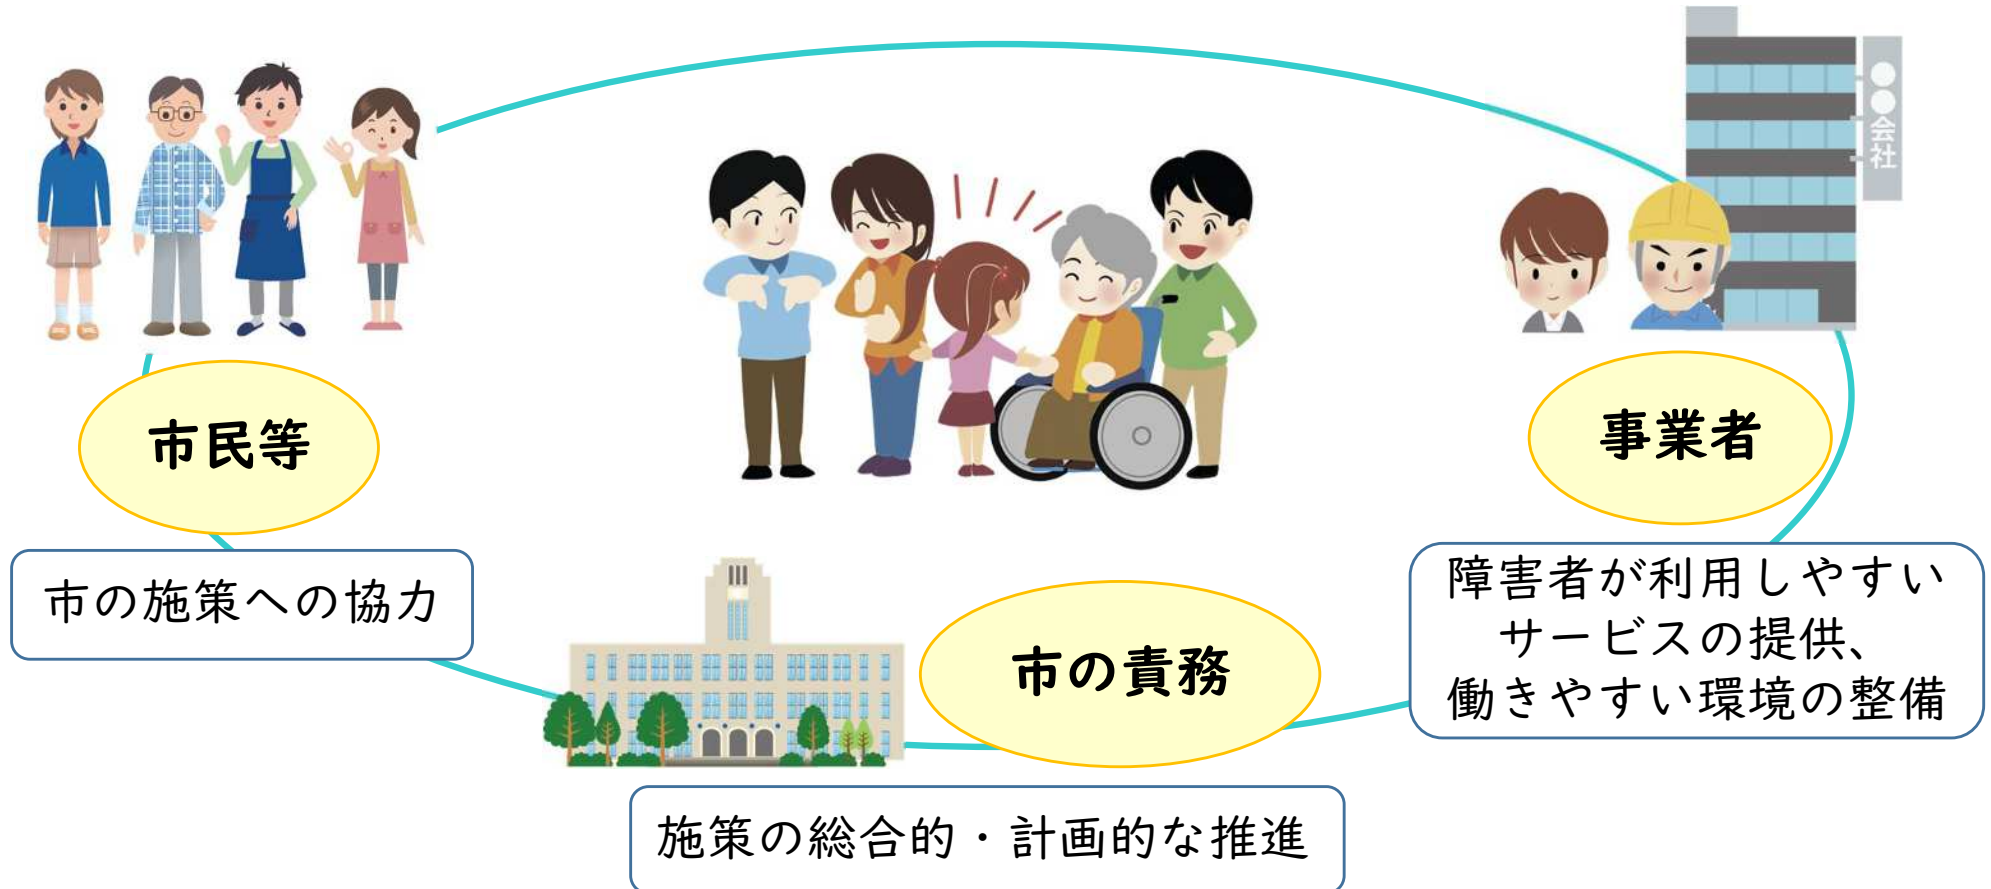 ●●会社
市民等
事業者
市の施策への協力
障害者が利用しやすい
サービスの提供、
働きやすい環境の整備
市の責務
施策の総合的・計画的な推進